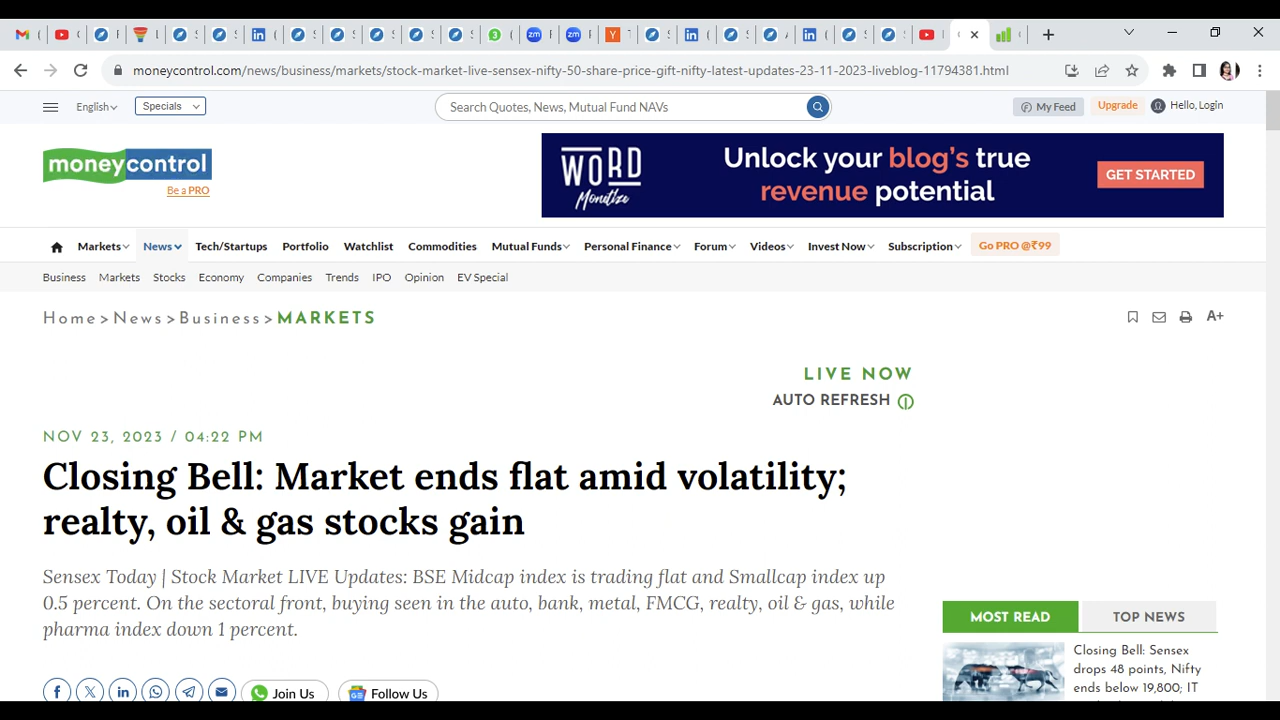 moneycontrol.com/news/business/markets/stock-market-live-sensex-nifty-50-share-price-gift-nifty-latest-updates-23-11-2023-liveblog-11794381.html
English
Specials
Search Quotes, News, Mutual Fund NAVs
My Feed
Upgrade
Hello, Login
moneycontrol
Be a PRO
WORD
Monetize
Unlock your blog's true
revenue potential
GET STARTED
Markets News Tech/Startups Portfolio Watchlist Commodities Mutual Funds Personal Finance Forum Videos Invest Now Subscription Go PRO @₹99
Business Markets Stocks Economy Companies Trends IPO Opinion EV Special
Home > News > Business > MARKETS
A+
LIVE NOW
AUTO REFRESH
NOV 23, 2023 / 04:22 PM
Closing Bell: Market ends flat amid volatility;
realty, oil & gas stocks gain
Sensex Today | Stock Market LIVE Updates: BSE Midcap index is trading flat and Smallcap index up
0.5 percent. On the sectoral front, buying seen in the auto, bank, metal, FMCG, realty, oil & gas, while
pharma index down 1 percent.
Join Us
Follow Us
MOST READ
TOP NEWS
Closing Bell: Sensex
drops 48 points, Nifty
ends below 19,800; IT